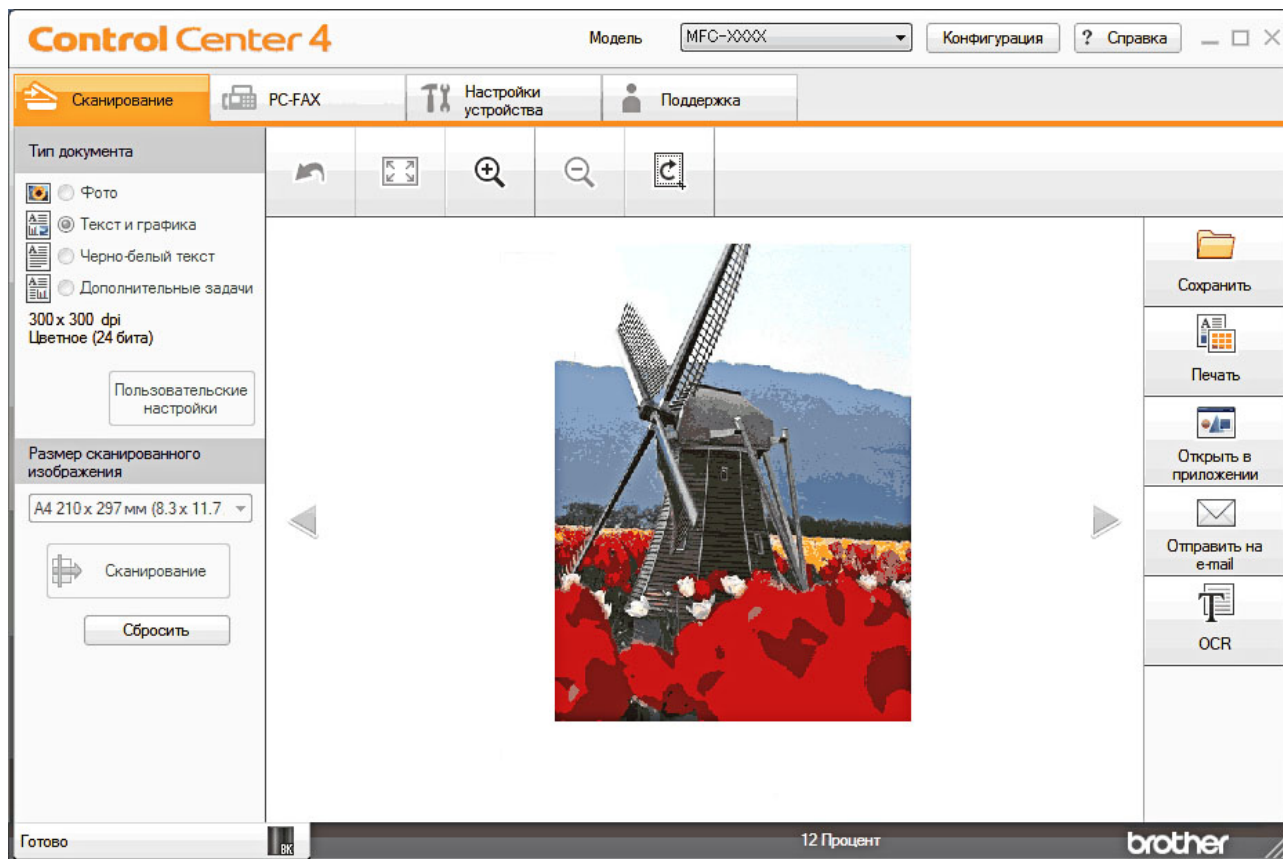 Control Center 4
Модель
MFC-XXXX
Конфигурация
? Справка
Сканирование
PC-FAX
Настройки
устройства
Поддержка
Тип документа
Фото
Текст и графика
Черно-белый текст
Дополнительные задачи
300 x 300 dpi
Цветное (24 бита)
Пользовательские
настройки
Размер сканированного
изображения
A4 210 x 297 мм (8.3 x 11.7
Сканирование
Сбросить
Сохранить
Печать
Открыть в
приложении
Отправить на
e-mail
OCR
Готово
BK
12 Процент
brother